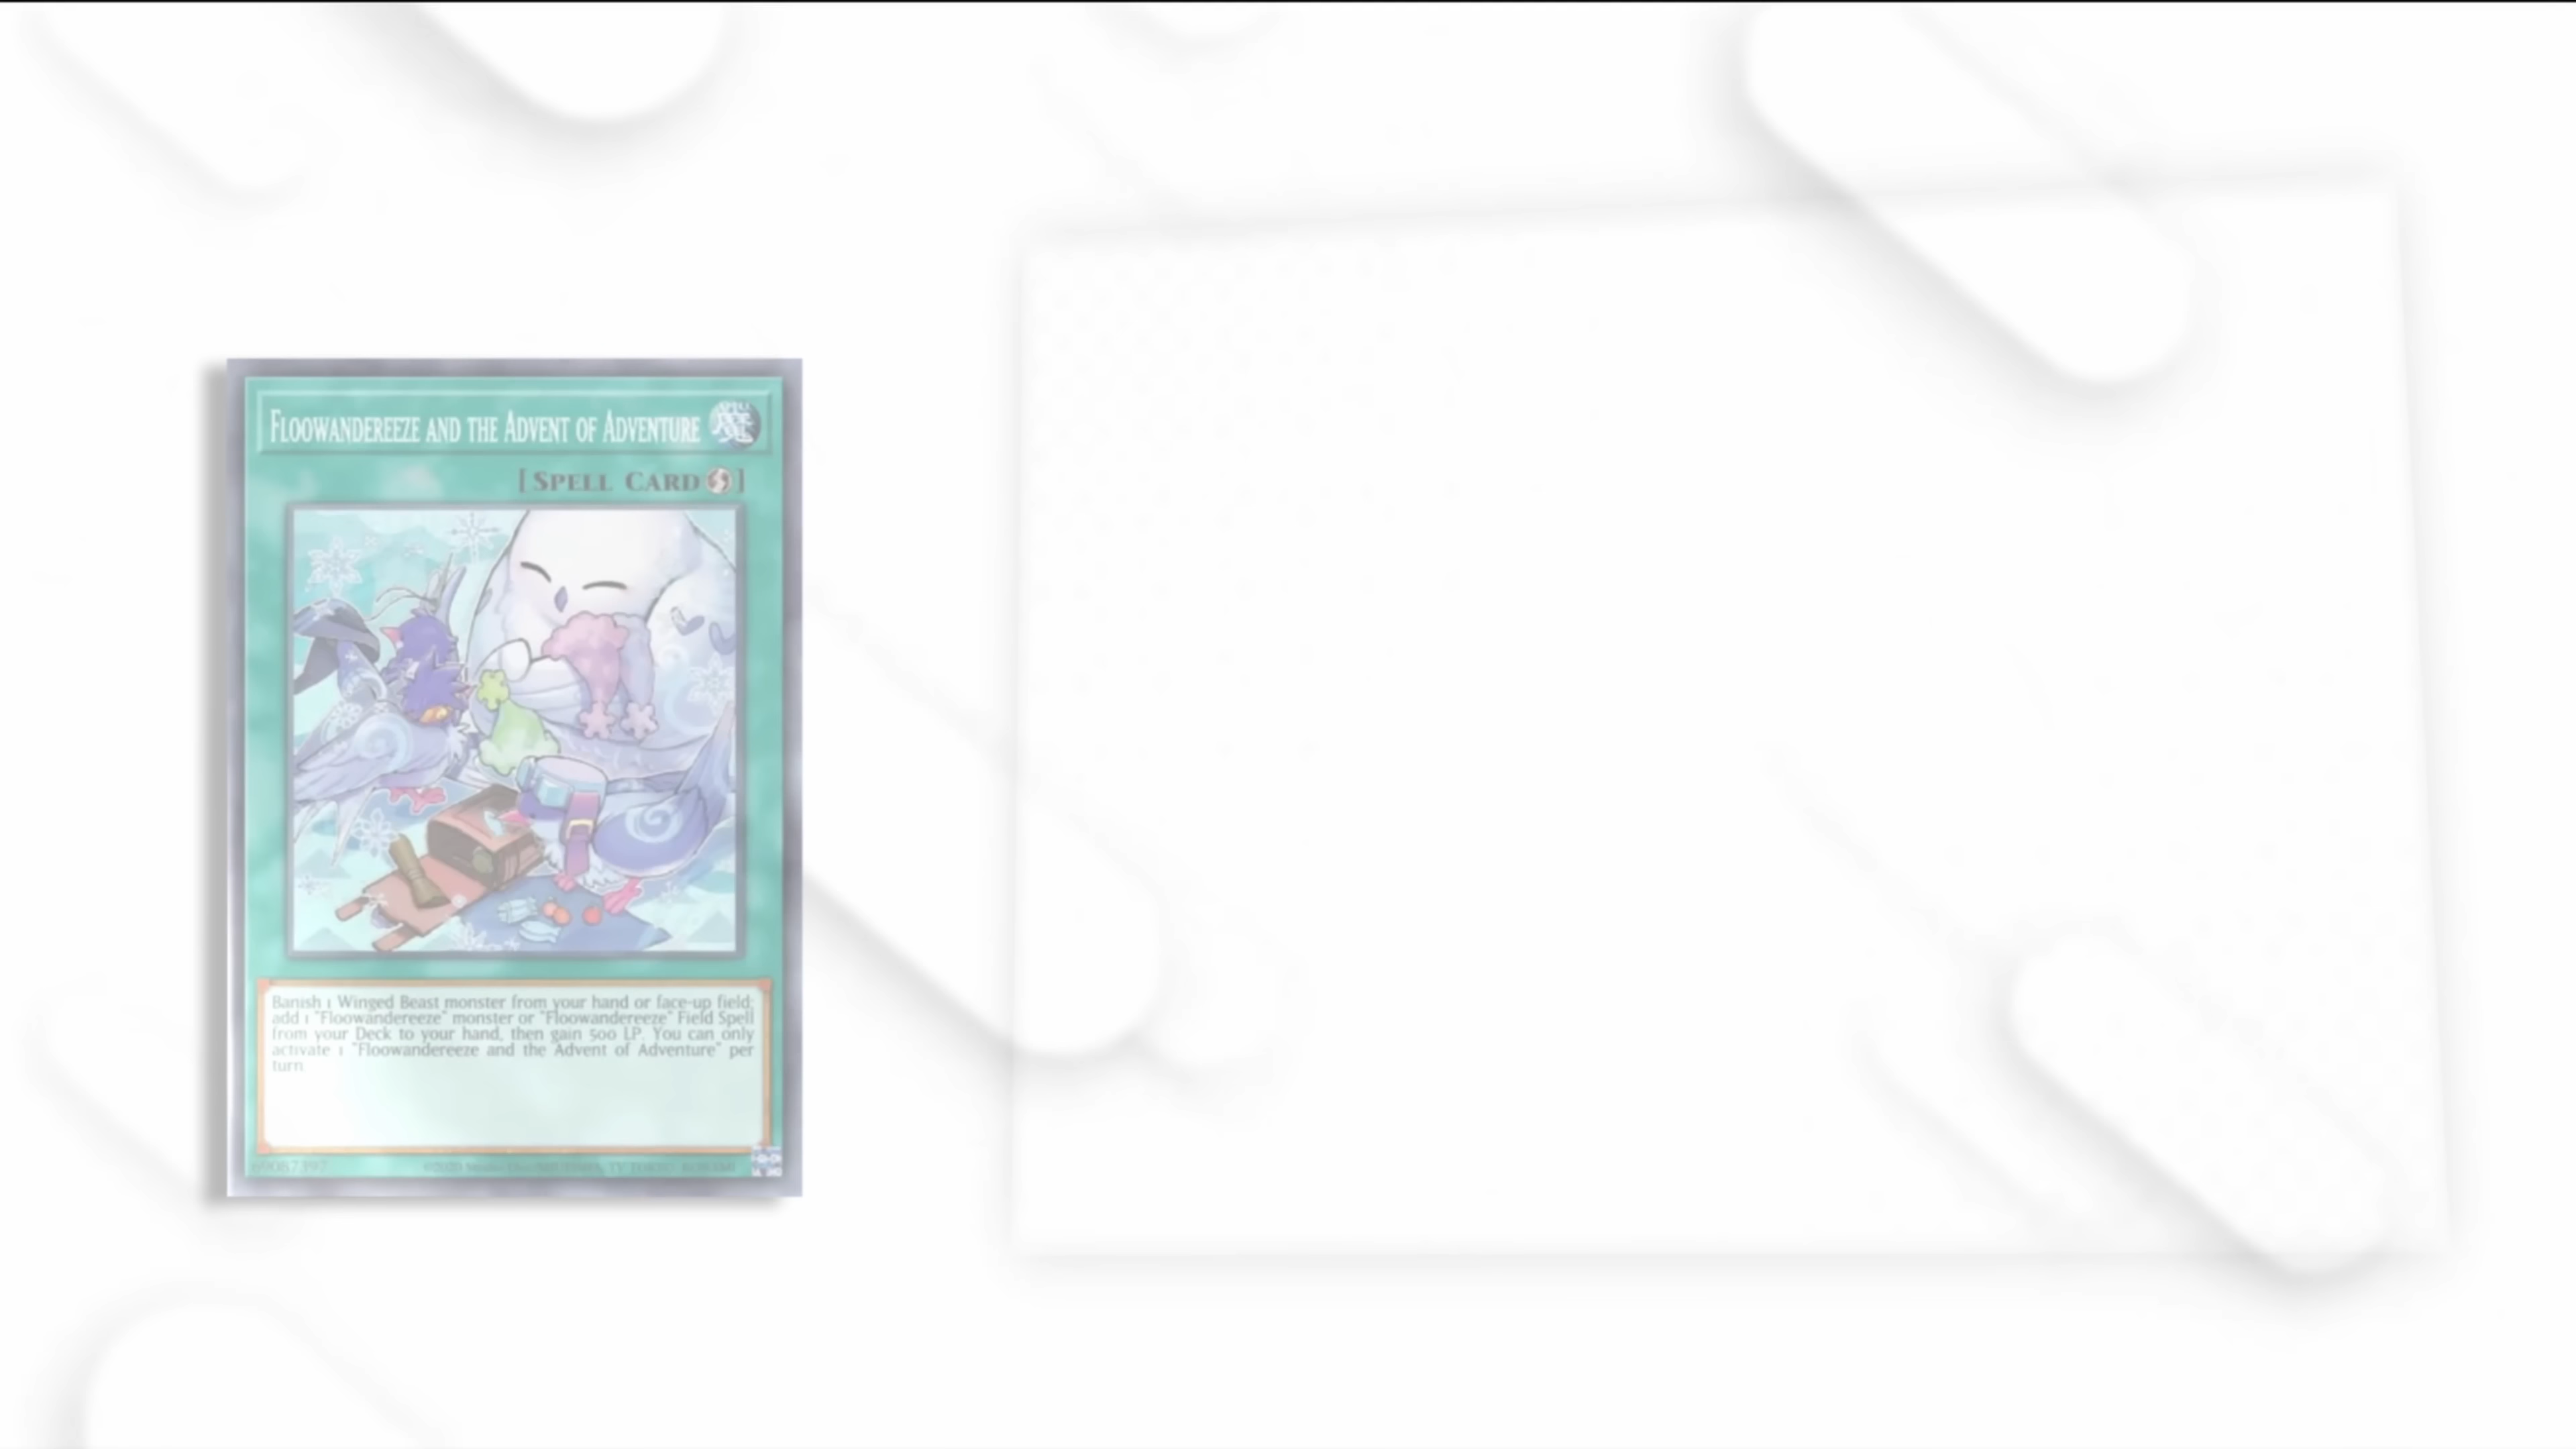 FLOOWANDEREEZE AND THE ADVENT OF ADVENTURE
魔
[SPELL CARD]
Banish 1 Winged Beast monster from your hand or face-up field;
add 1 "Floowandereeze" monster or "Floowandereeze" Field Spell
from your Deck to your hand, then gain 500 LP. You can only
activate 1 "Floowandereeze and the Advent of Adventure" per
turn